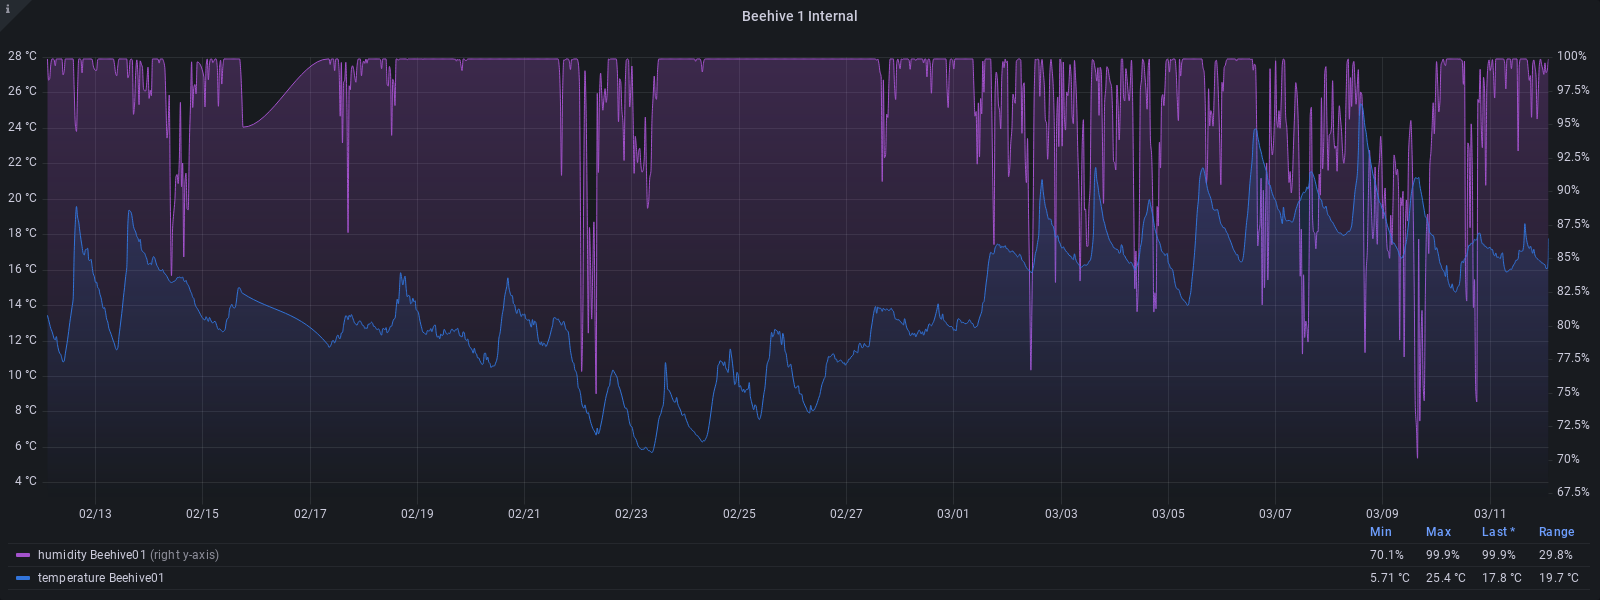 i
Beehive 1 Internal
28 °C 100%
26 °C 97.5%
24 °C 95%
22 °C 92.5%
20 °C 90%
18 °C 87.5%
16 °C 85%
14 °C 82.5%
12 °C 80%
10 °C 77.5%
8 °C 75%
6 °C 72.5%
4 °C 70%
67.5%
02/13 02/15 02/17 02/19 02/21 02/23 02/25 02/27 03/01 03/03 03/05 03/07 03/09 03/11
Min Max Last * Range
humidity Beehive01 (right y-axis) 70.1% 99.9% 99.9% 29.8%
temperature Beehive01 5.71 °C 25.4 °C 17.8 °C 19.7 °C